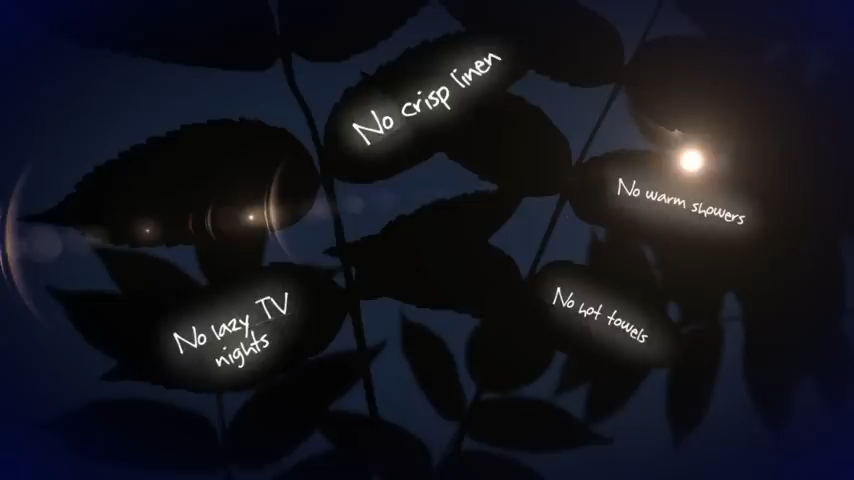 No crisp linen
No warm showers
No lazy TV
nights
No hot towels